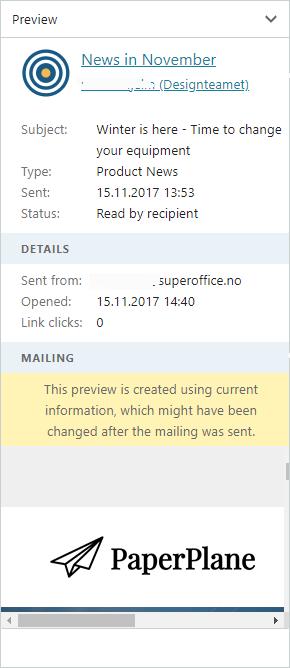 Preview
News in November
(Designteamet)
Subject: Winter is here - Time to change
your equipment
Type: Product News
Sent: 15.11.2017 13:53
Status: Read by recipient
DETAILS
Sent from: superoffice.no
Opened: 15.11.2017 14:40
Link clicks: 0
MAILING
This preview is created using current
information, which might have been
changed after the mailing was sent.
PaperPlane